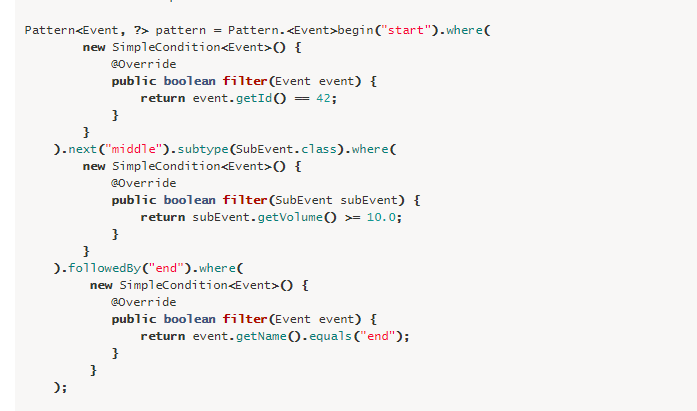 Pattern<Event, ?> pattern = Pattern.<Event>begin("start").where(
        new SimpleCondition<Event>() {
            @Override
            public boolean filter(Event event) {
                return event.getId() == 42;
            }
        }
    ).next("middle").subtype(SubEvent.class).where(
        new SimpleCondition<Event>() {
            @Override
            public boolean filter(SubEvent subEvent) {
                return subEvent.getVolume() >= 10.0;
            }
        }
    ).followedBy("end").where(
         new SimpleCondition<Event>() {
            @Override
            public boolean filter(Event event) {
                return event.getName().equals("end");
            }
         }
    );